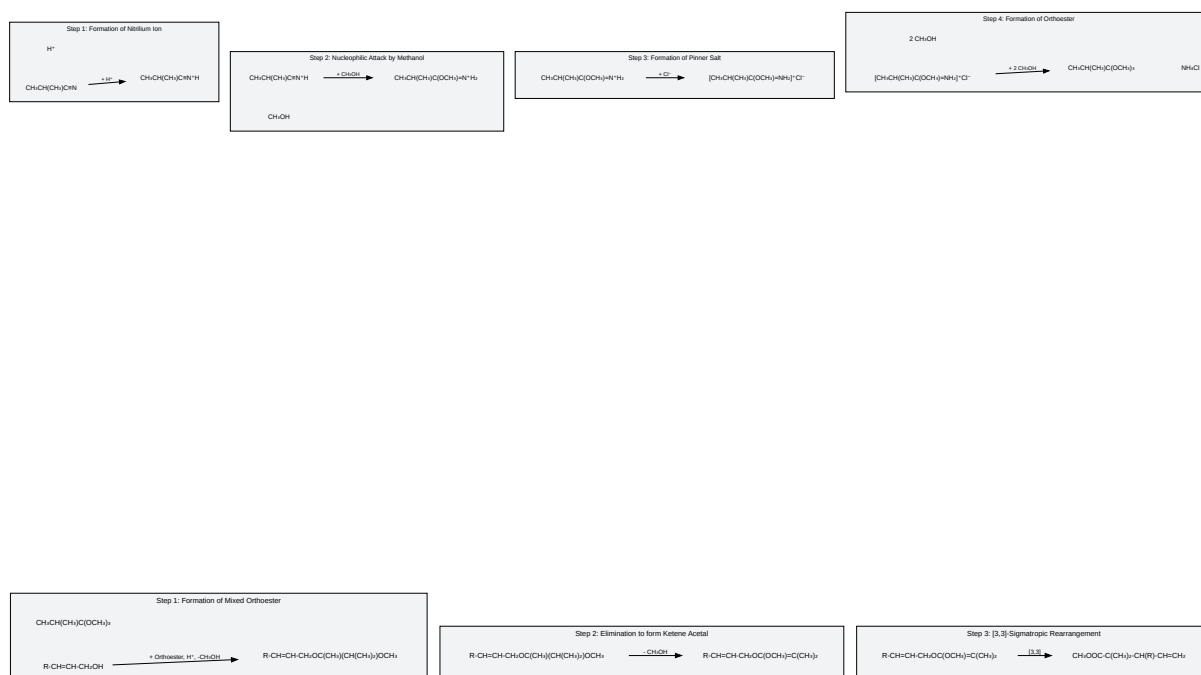 Step 1: Formation of Nitrilium Ion
H⁺
CH₃CH(CH₃)C≡N
+ H⁺
CH₃CH(CH₃)C≡N⁺H
Step 2: Nucleophilic Attack by Methanol
CH₃CH(CH₃)C≡N⁺H
+ CH₃OH
CH₃CH(CH₃)C(OCH₃)=N⁺H₂
CH₃OH
Step 3: Formation of Pinner Salt
CH₃CH(CH₃)C(OCH₃)=N⁺H₂
+ Cl⁻
[CH₃CH(CH₃)C(OCH₃)=NH₂]⁺Cl⁻
Step 4: Formation of Orthoester
2 CH₃OH
[CH₃CH(CH₃)C(OCH₃)=NH₂]⁺Cl⁻
+ 2 CH₃OH
CH₃CH(CH₃)C(OCH₃)₃
NH₄Cl
Step 1: Formation of Mixed Orthoester
CH₃CH(CH₃)C(OCH₃)₃
R-CH=CH-CH₂OH
+ Orthoester, H⁺, -CH₃OH
R-CH=CH-CH₂OC(CH₃)(CH(CH₃)₂)OCH₃
Step 2: Elimination to form Ketene Acetal
R-CH=CH-CH₂OC(CH₃)(CH(CH₃)₂)OCH₃
- CH₃OH
R-CH=CH-CH₂OC(OCH₃)=C(CH₃)₂
Step 3: [3,3]-Sigmatropic Rearrangement
R-CH=CH-CH₂OC(OCH₃)=C(CH₃)₂
[3,3]
CH₃OOC-C(CH₃)₂-CH(R)-CH=CH₂